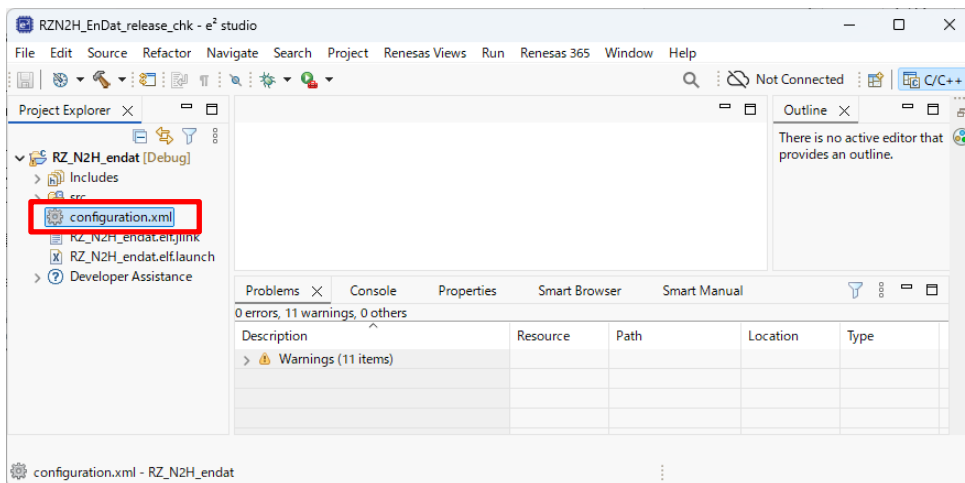 RZN2H_EnDat_release_chk - e² studio
File Edit Source Refactor Navigate Search Project Renesas Views Run Renesas 365 Window Help
Not Connected
C/C++
Project Explorer
Outline
There is no active editor that
provides an outline.
RZ_N2H_endat [Debug]
Includes
src
configuration.xml
RZ_N2H_endat.elf.jlink
RZ_N2H_endat.elf.launch
Developer Assistance
Problems Console Properties Smart Browser Smart Manual
0 errors, 11 warnings, 0 others
Description Resource Path Location Type
Warnings (11 items)
configuration.xml - RZ_N2H_endat